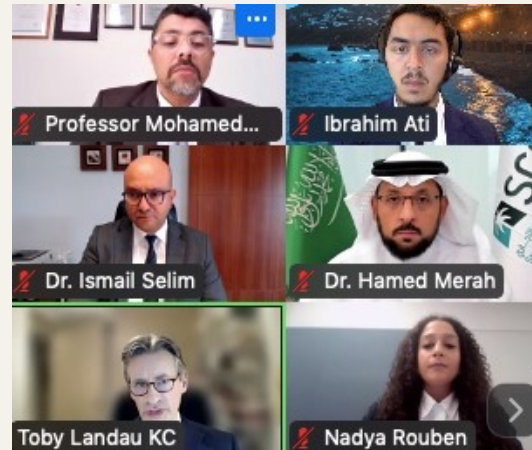 Professor Mohamed...
Ibrahim Ati
Dr. Ismail Selim
Dr. Hamed Merah
Toby Landau KC
Nadya Rouben